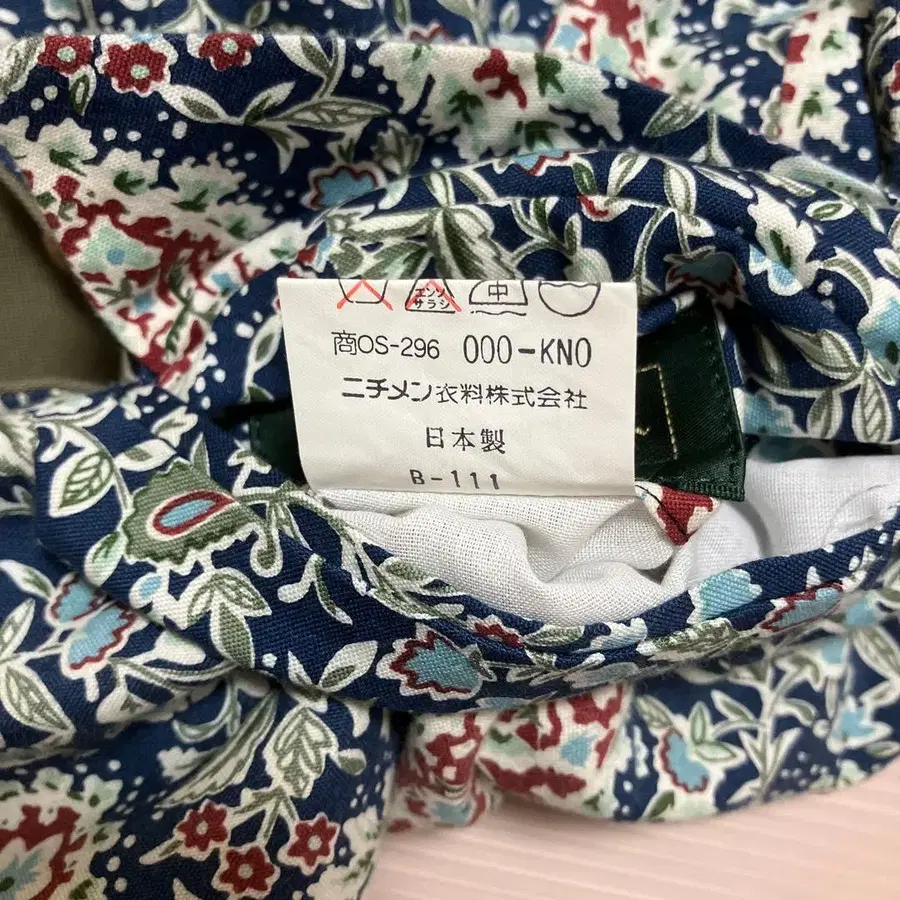 エンソ
サラシ
中
商OS-296 000-KNO
ニチメン衣料株式会社
日本製
B-111